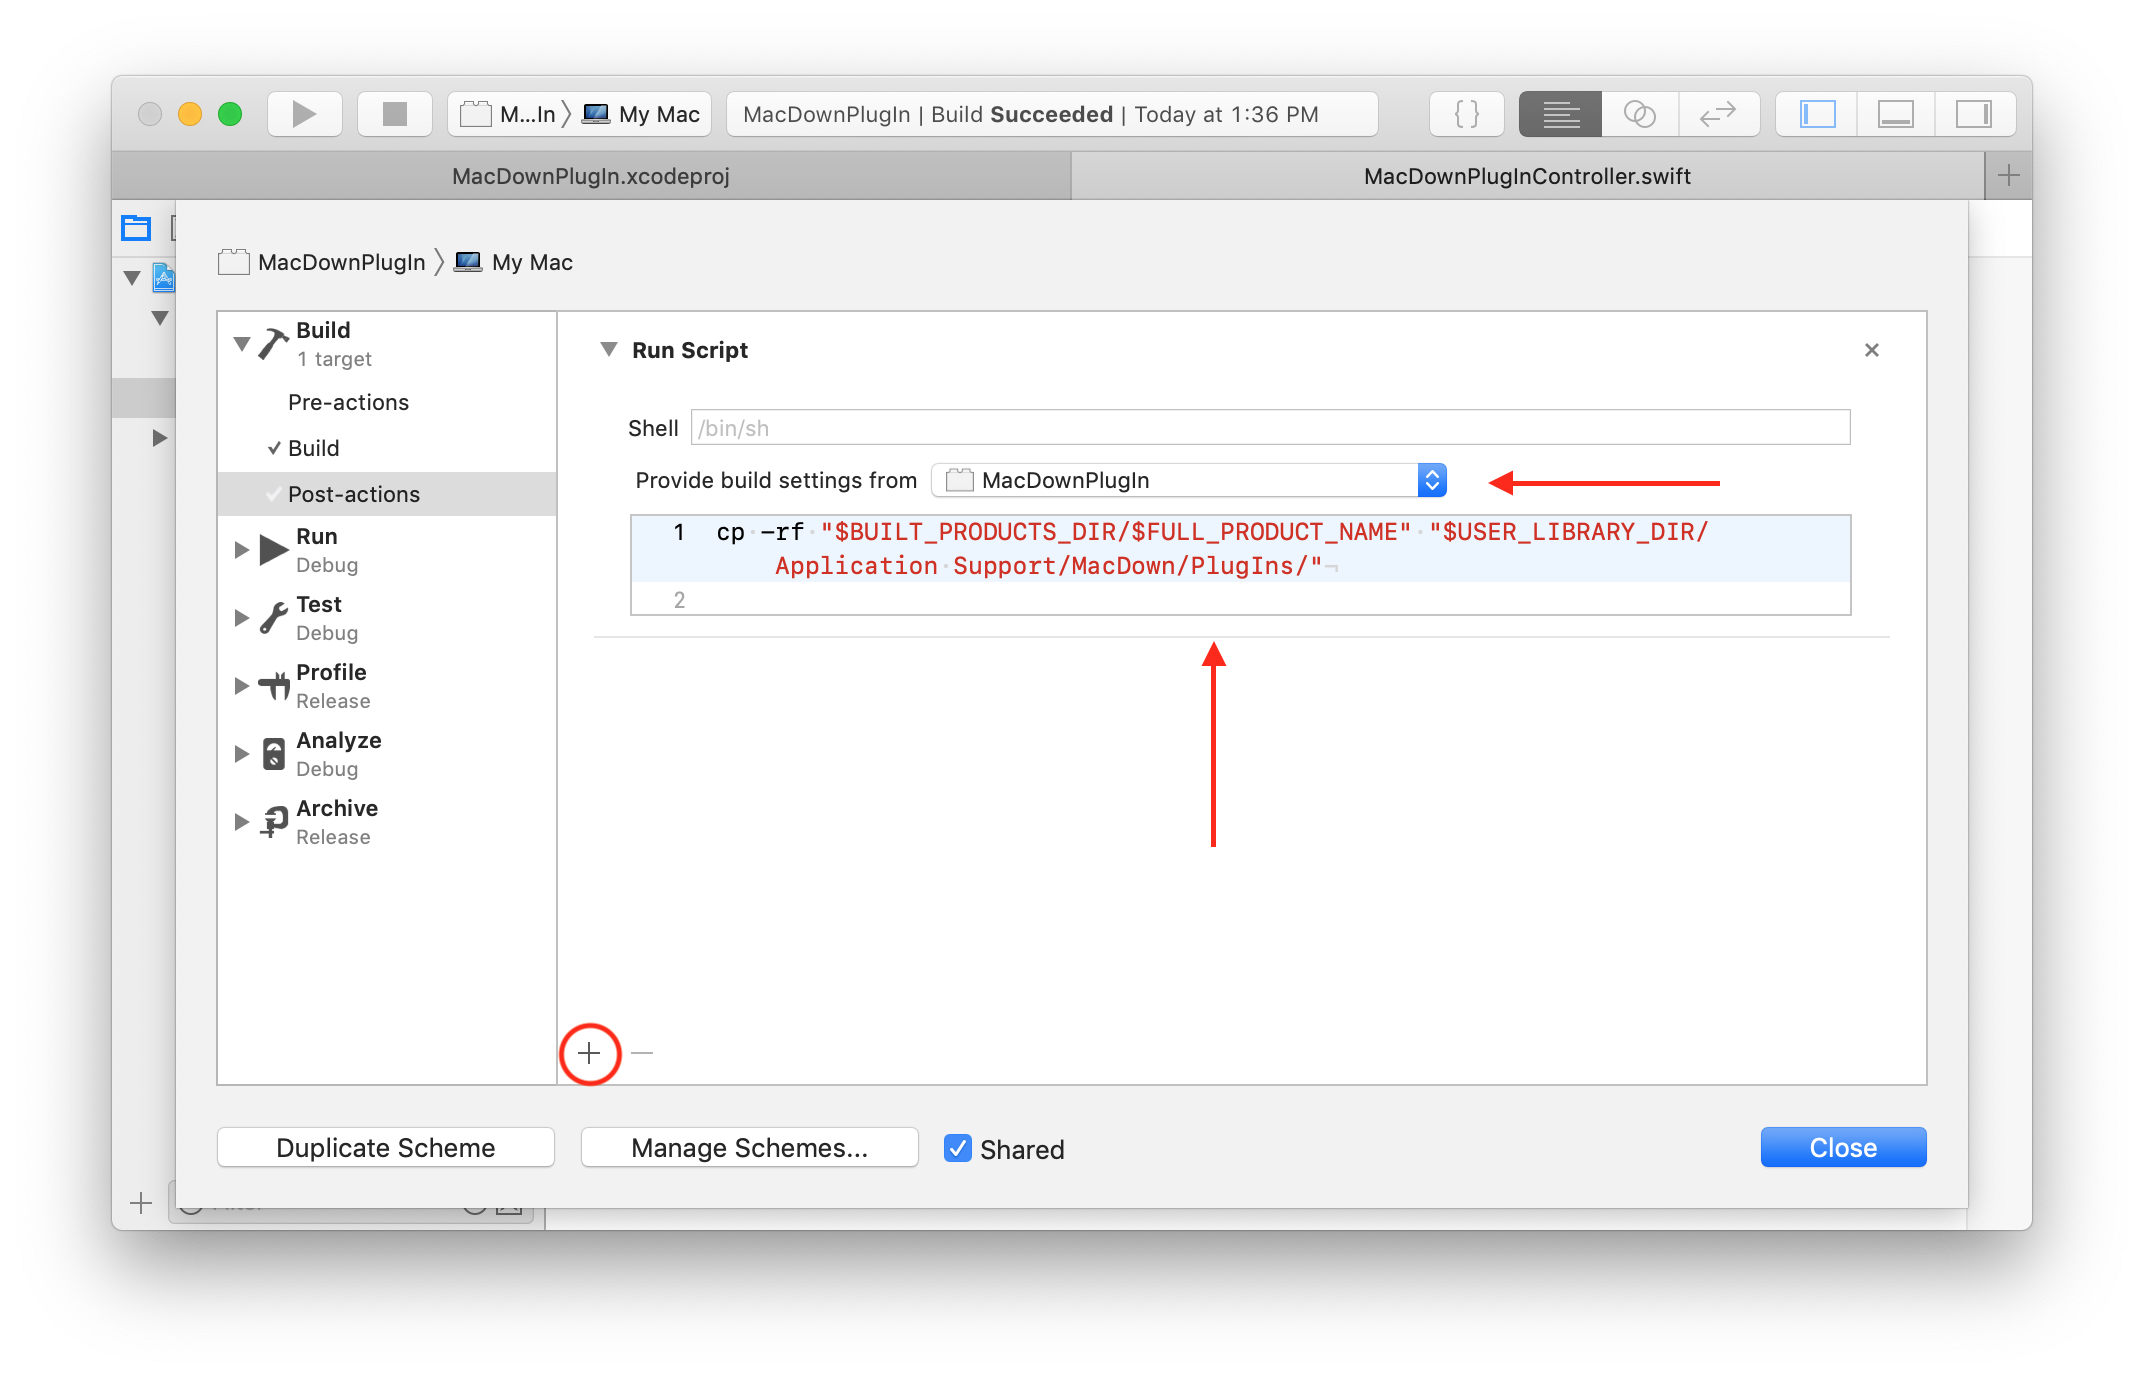 M...In 〉 My Mac
MacDownPlugIn | Build Succeeded | Today at 1:36 PM
{ }
MacDownPlugIn.xcodeproj
MacDownPlugInController.swift
MacDownPlugIn 〉 My Mac
Build
1 target
Pre-actions
Build
Post-actions
Run
Debug
Test
Debug
Profile
Release
Analyze
Debug
Archive
Release
Run Script
Shell /bin/sh
Provide build settings from MacDownPlugIn
1 cp -rf "$BUILT_PRODUCTS_DIR/$FULL_PRODUCT_NAME" "$USER_LIBRARY_DIR/
Application Support/MacDown/PlugIns/"¬
2
Duplicate Scheme
Manage Schemes...
Shared
Close